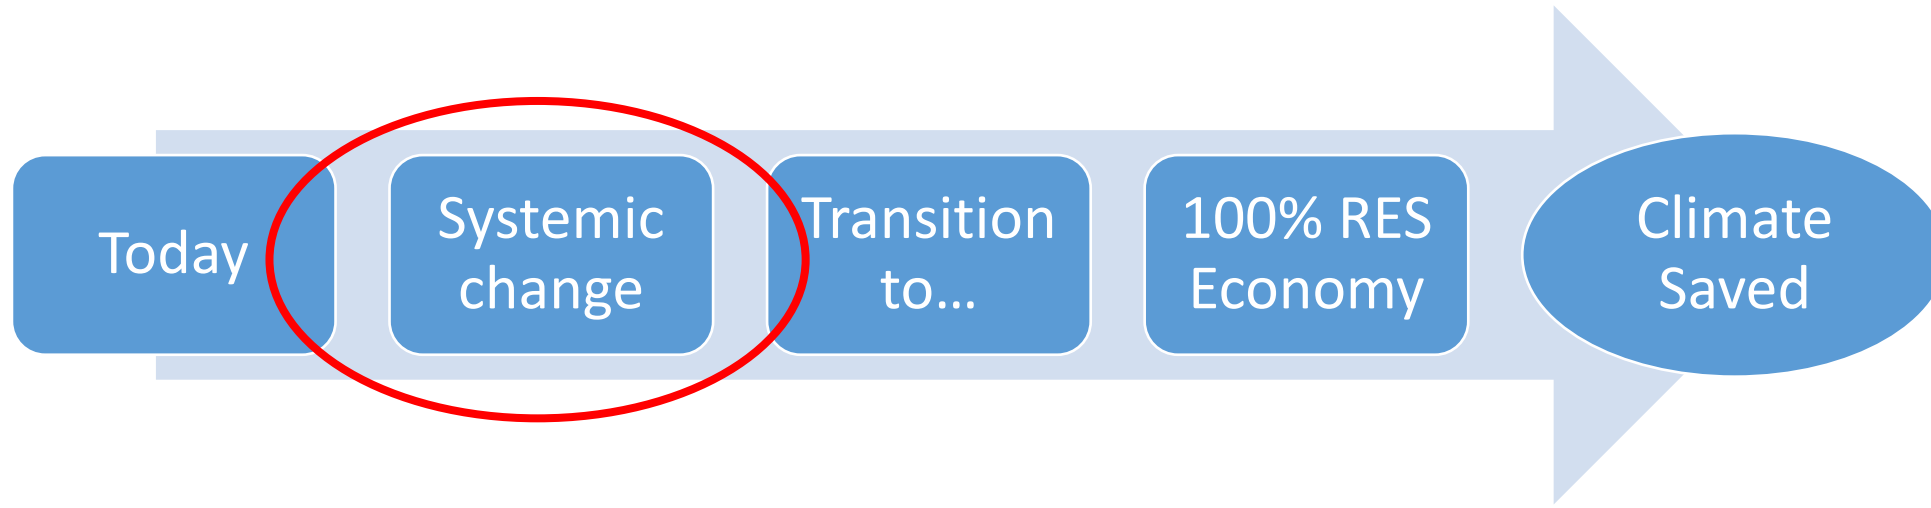 Today
Systemic
change
Transition
to…
100% RES
Economy
Climate
Saved